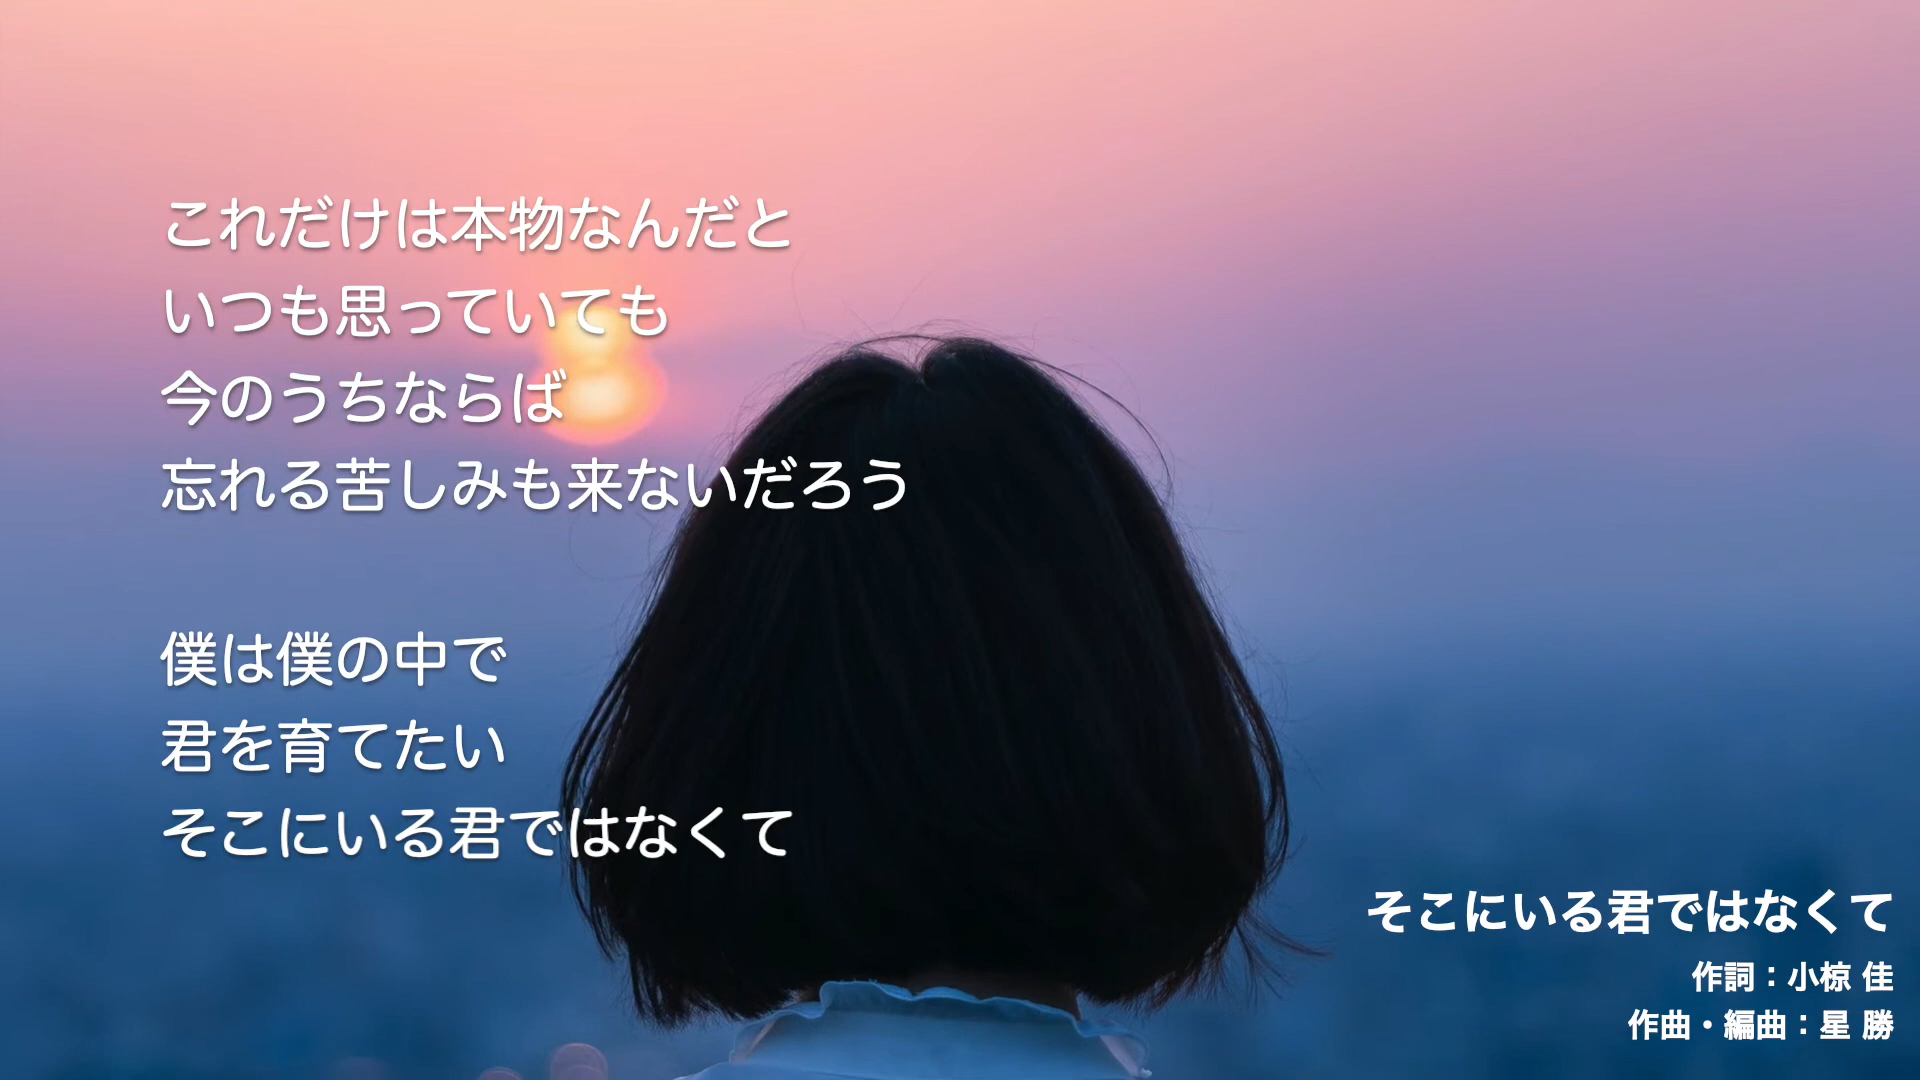 これだけは本物なんだと
いつも思っていても
今のうちならば
忘れる苦しみも来ないだろう
僕は僕の中で
君を育てたい
そこにいる君ではなくて
そこにいる君ではなくて
作詞：小椋 佳
作曲・編曲：星 勝